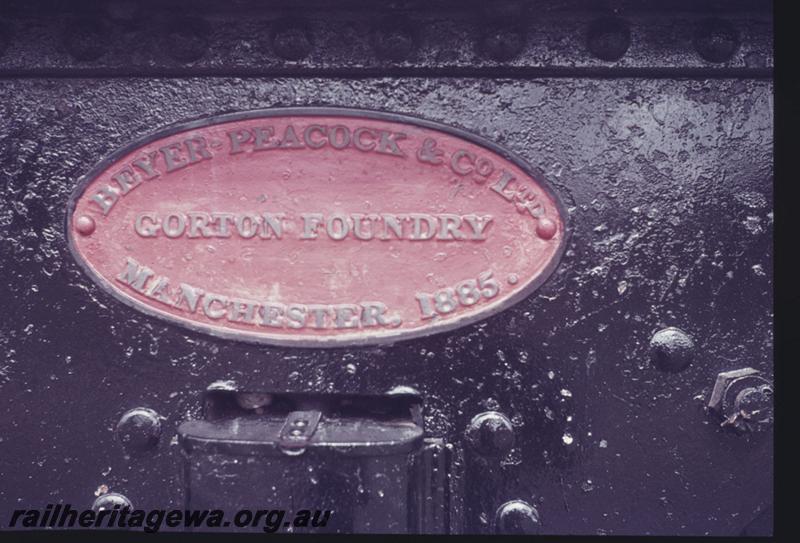 BEYER-PEACOCK & Co LTD
GORTON FOUNDRY
MANCHESTER. 1885.
railheritagewa.org.au